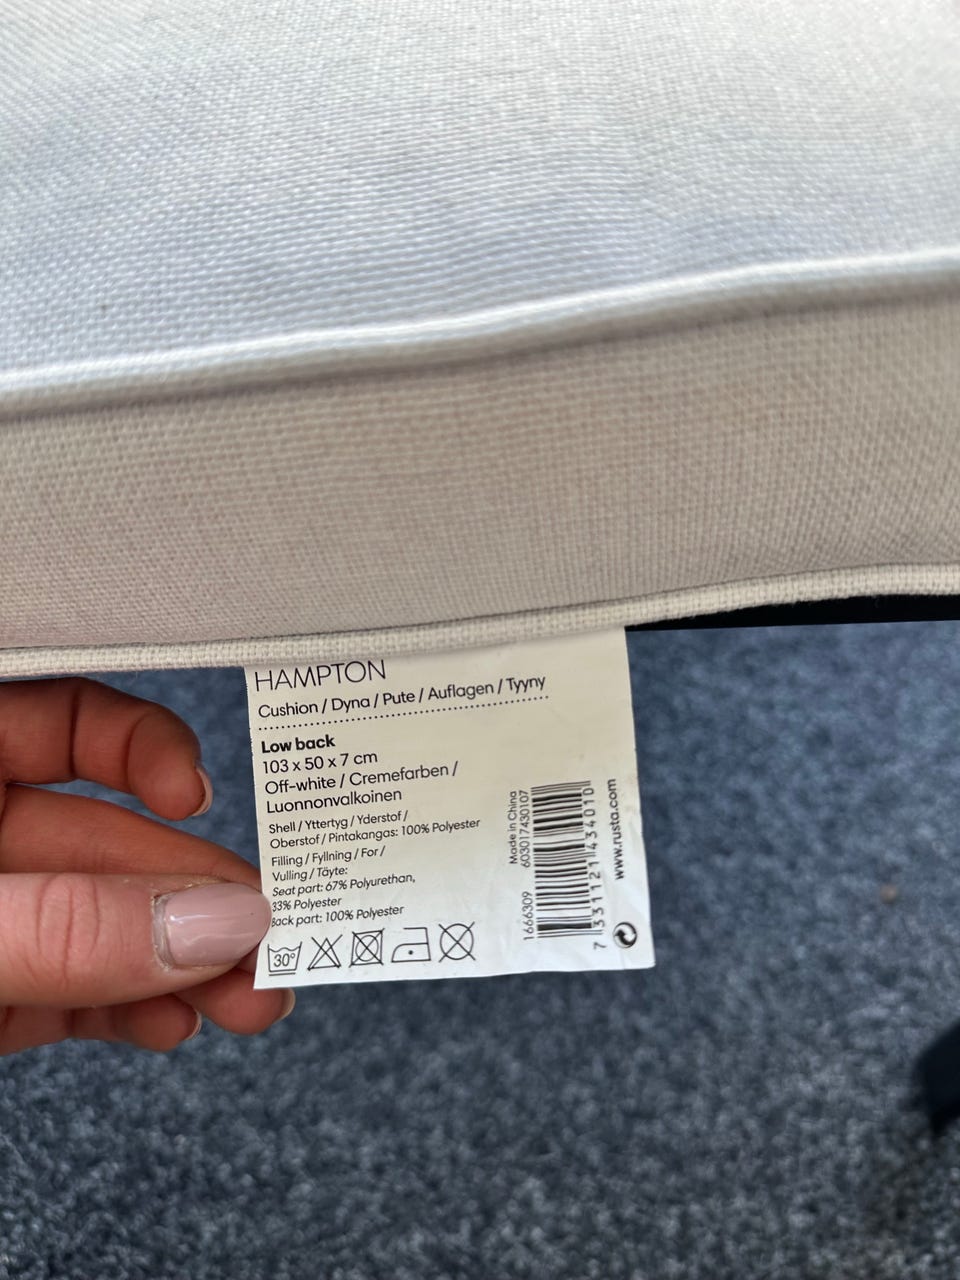 HAMPTON
Cushion / Dyna / Pute / Auflagen / Tyyny
Low back
103 x 50 x 7 cm
Off-white / Cremefarben /
Luonnonvalkoinen
Shell / Yttertyg / Yderstof /
Oberstof / Pintakangas: 100% Polyester
Filling / Fyllning / For /
Vulling / Täyte:
Seat part: 67% Polyurethan,
33% Polyester
Back part: 100% Polyester
30°
Made in China
603017430107
1666309
7 331121 434010
www.rusta.com